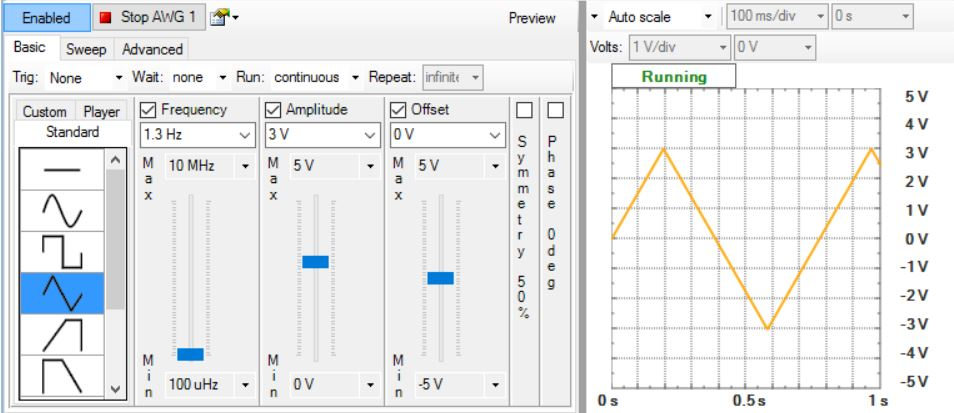 Enabled Stop AWG 1 Preview
Basic Sweep Advanced
Trig: None Wait: none Run: continuous Repeat: infinite
Custom Player
Standard
Frequency
1.3 Hz
Max
10 MHz
Min
100 uHz
Amplitude
3 V
Max
5 V
Min
0 V
Offset
0 V
Max
5 V
Min
-5 V
Symmetry 50%
Phase 0deg
Auto scale 100 ms/div 0 s
Volts: 1 V/div 0 V
Running
5 V
4 V
3 V
2 V
1 V
0 V
-1 V
-2 V
-3 V
-4 V
-5 V
0 s 0.5 s 1 s